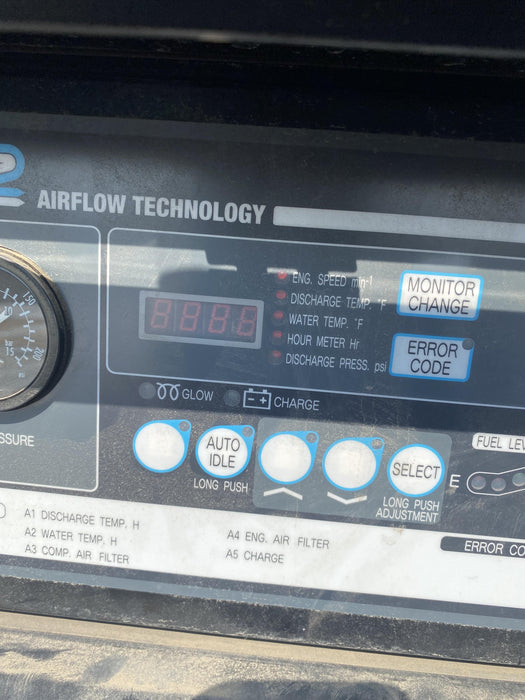 AIRFLOW TECHNOLOGY
ENG. SPEED min-1
DISCHARGE TEMP. °F
WATER TEMP. °F
HOUR METER Hr
DISCHARGE PRESS. psi
MONITOR
CHANGE
ERROR
CODE
GLOW
CHARGE
AUTO
IDLE
LONG PUSH
SELECT
LONG PUSH
ADJUSTMENT
FUEL LEV
E
bar
15
SSURE
A1 DISCHARGE TEMP. H
A2 WATER TEMP. H
A3 COMP. AIR FILTER
A4 ENG. AIR FILTER
A5 CHARGE
ERROR CO